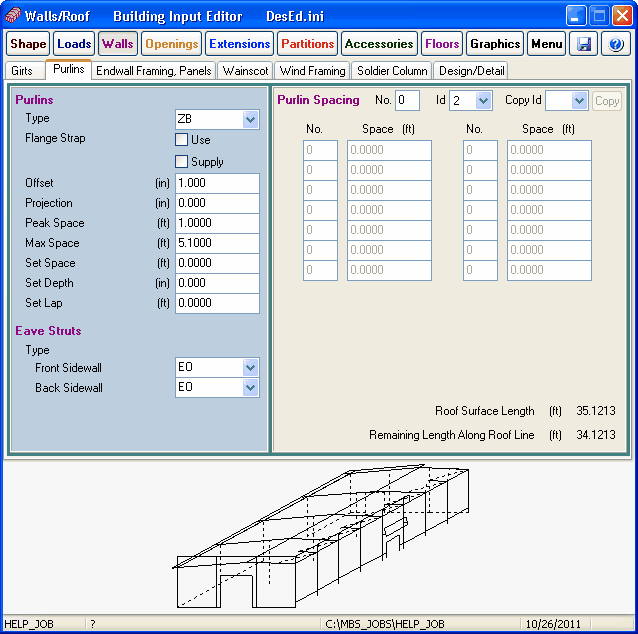 Walls/Roof Building Input Editor DesEd.ini
Shape Loads Walls Openings Extensions Partitions Accessories Floors Graphics Menu
Girts Purlins Endwall Framing, Panels Wainscot Wind Framing Soldier Column Design/Detail
Purlins
Type ZB
Flange Strap Use
Supply
Offset (in) 1.000
Projection (in) 0.000
Peak Space (ft) 1.0000
Max Space (ft) 5.1000
Set Space (ft) 0.0000
Set Depth (in) 0.000
Set Lap (ft) 0.0000
Eave Struts
Type
Front Sidewall EO
Back Sidewall EO
Purlin Spacing No. 0 Id 2 Copy Id Copy
No. Space (ft) No. Space (ft)
0 0.0000 0 0.0000
0 0.0000 0 0.0000
0 0.0000 0 0.0000
0 0.0000 0 0.0000
0 0.0000 0 0.0000
0 0.0000 0 0.0000
0 0.0000 0 0.0000
Roof Surface Length (ft) 35.1213
Remaining Length Along Roof Line (ft) 34.1213
HELP_JOB ? C:\MBS_JOBS\HELP_JOB 10/26/2011